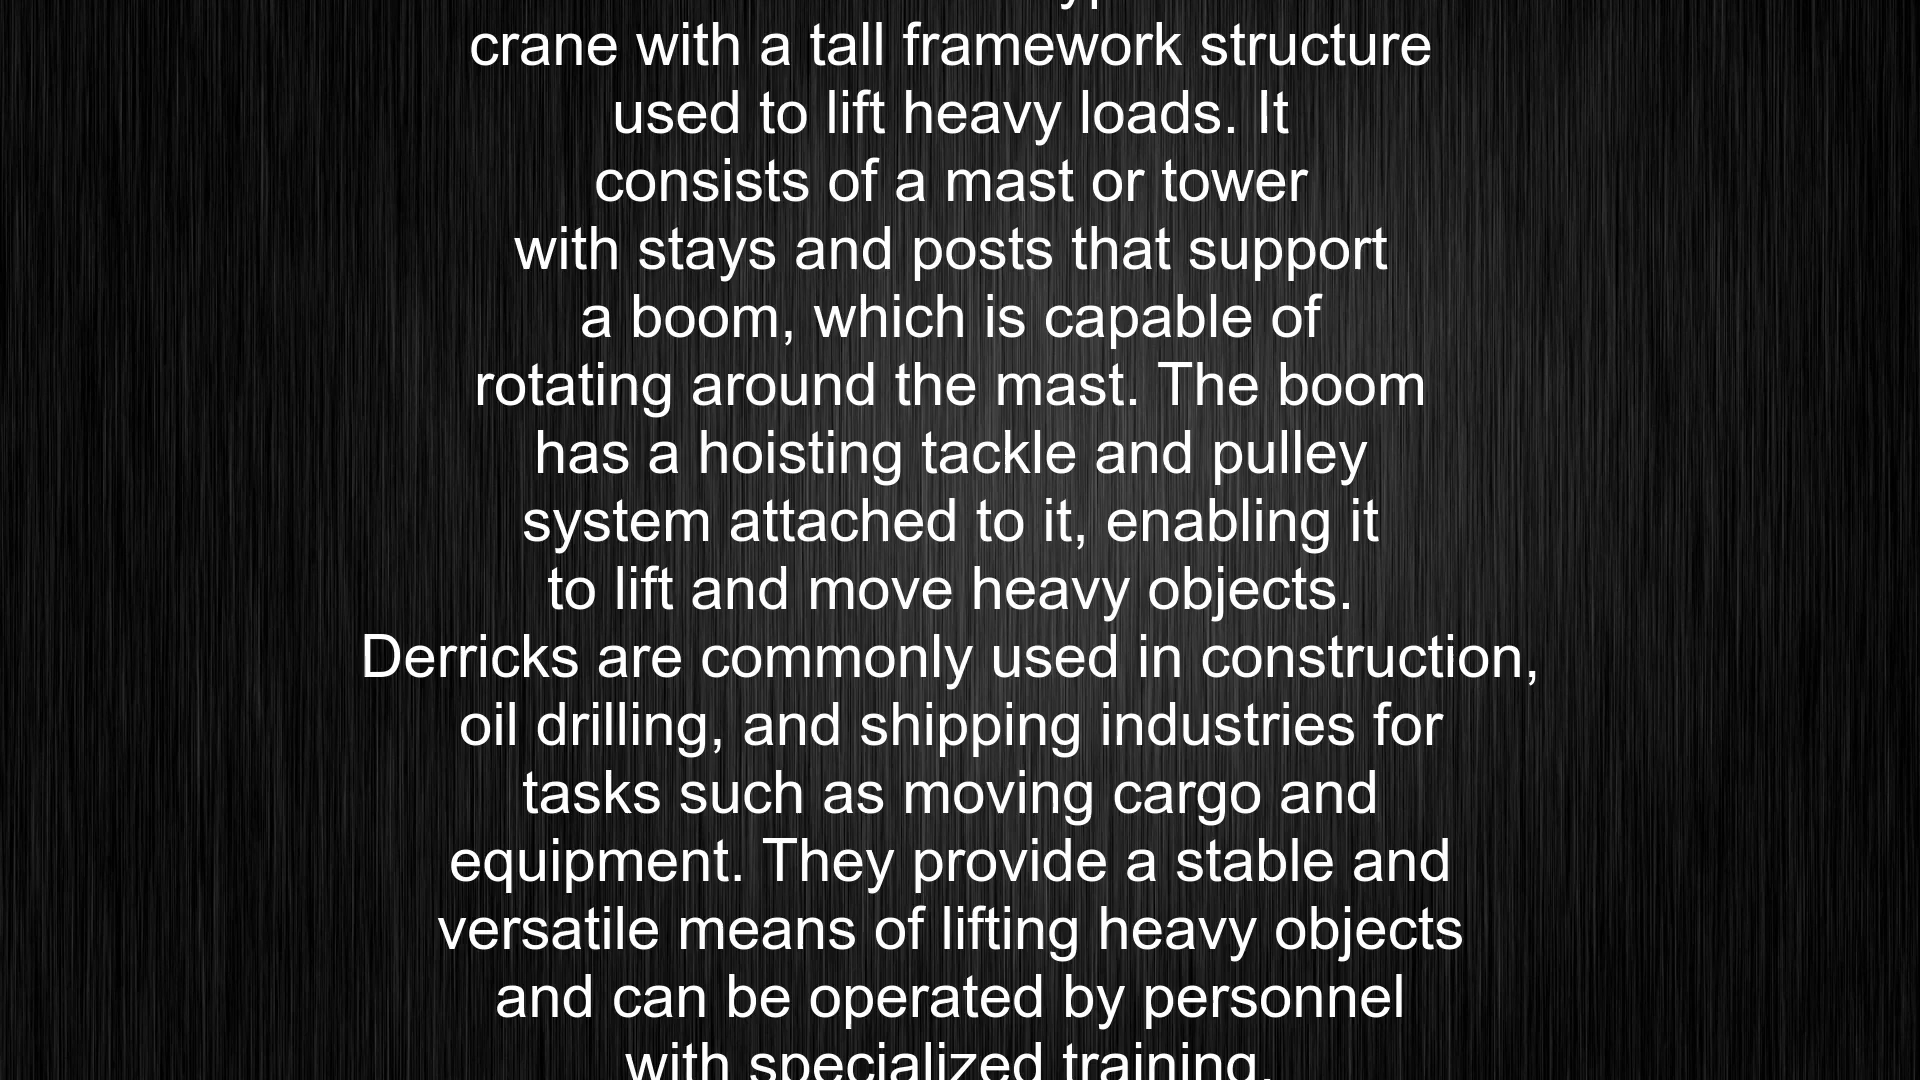 crane with a tall framework structure
used to lift heavy loads. It
consists of a mast or tower
with stays and posts that support
a boom, which is capable of
rotating around the mast. The boom
has a hoisting tackle and pulley
system attached to it, enabling it
to lift and move heavy objects.
Derricks are commonly used in construction,
oil drilling, and shipping industries for
tasks such as moving cargo and
equipment. They provide a stable and
versatile means of lifting heavy objects
and can be operated by personnel
with specialized training.